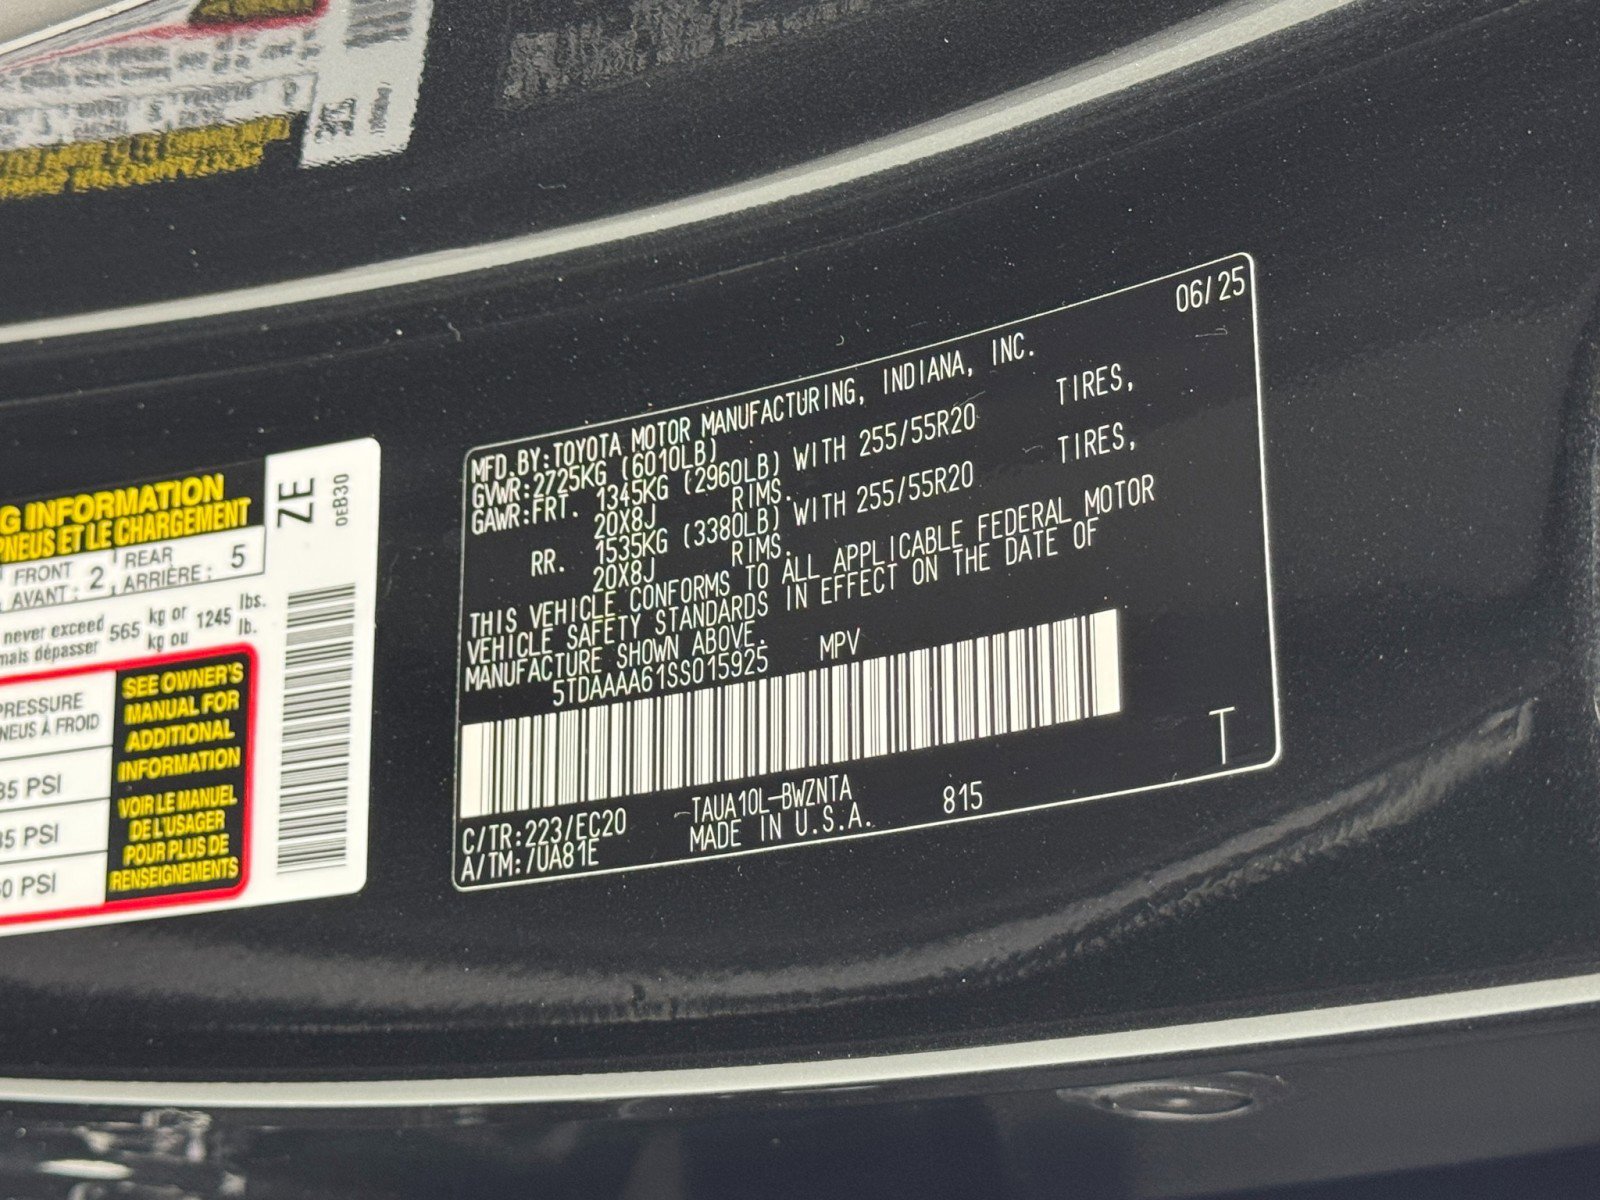 G INFORMATION
PNEUS ET LE CHARGEMENT
FRONT
AVANT : 2
REAR
ARRIÈRE : 5
never exceed
mais dépasser 565 kg or
kg ou 1245 lbs.
lb.
PRESSURE
NEUS À FROID
35 PSI
35 PSI
0 PSI
SEE OWNER'S
MANUAL FOR
ADDITIONAL
INFORMATION
VOIR LE MANUEL
DE L'USAGER
POUR PLUS DE
RENSEIGNEMENTS
ZE
0EB30
06/25
MFD.BY:TOYOTA MOTOR MANUFACTURING, INDIANA, INC.
GVWR:2725KG (6010LB)
GAWR:FRT. 1345KG (2960LB) WITH 255/55R20 TIRES,
20X8J RIMS.
RR. 1535KG (3380LB) WITH 255/55R20 TIRES,
20X8J RIMS.
THIS VEHICLE CONFORMS TO ALL APPLICABLE FEDERAL MOTOR
VEHICLE SAFETY STANDARDS IN EFFECT ON THE DATE OF
MANUFACTURE SHOWN ABOVE.
5TDAAAA61SS015925 MPV
T
C/TR:223/EC20 -TAUA10L-BWZNTA
A/TM:7UA81E MADE IN U.S.A. 815